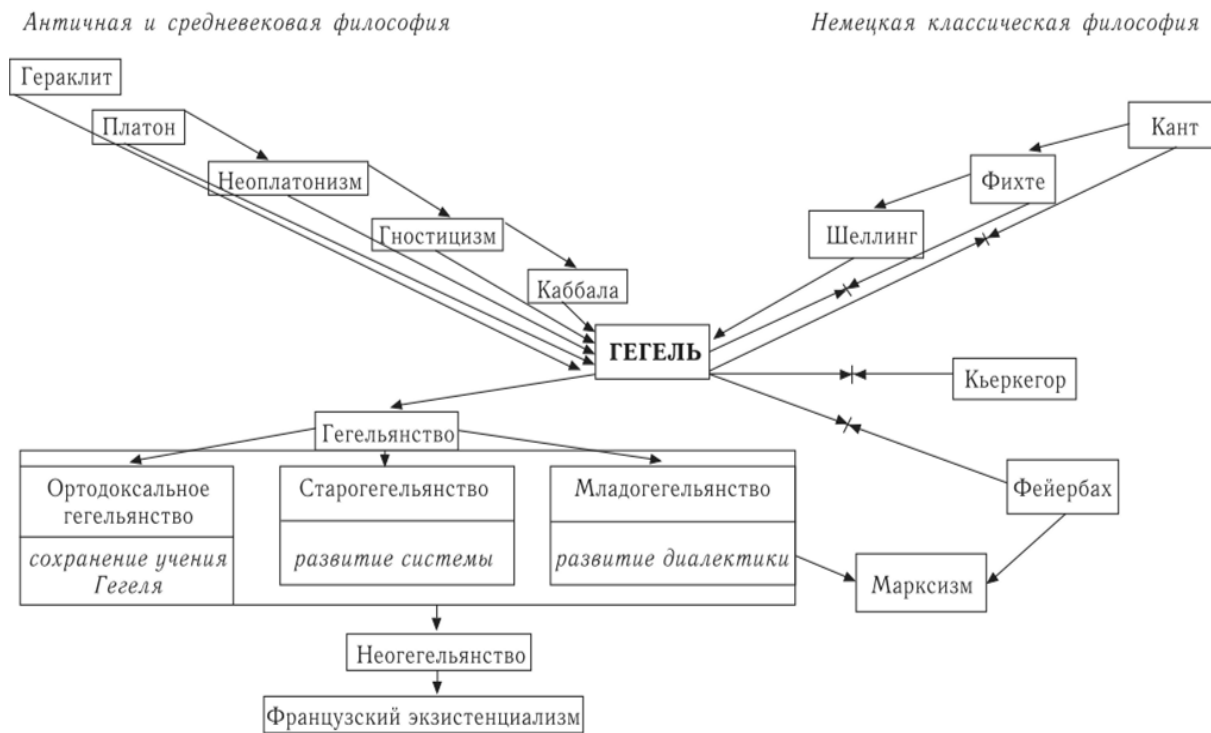 Античная и средневековая философия
Немецкая классическая философия
Гераклит
Платон
Кант
Неоплатонизм
Фихте
Гностицизм
Шеллинг
Каббала
ГЕГЕЛЬ
Кьеркегор
Гегельянство
Ортодоксальное
гегельянство
Старогегельянство
Младогегельянство
Фейербах
сохранение учения
Гегеля
развитие системы
развитие диалектики
Марксизм
Неогегельянство
Французский экзистенциализм